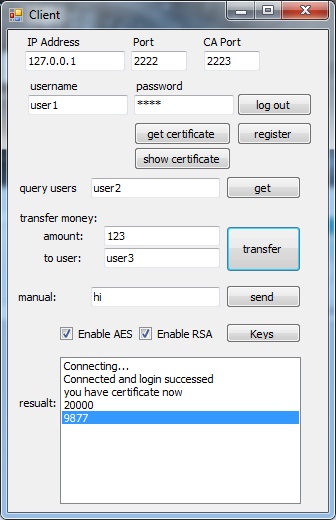 Client
IP Address Port CA Port
127.0.0.1 2222 2223
username password
user1 **** log out
get certificate register
show certificate
query users user2 get
transfer money:
amount: 123
to user: user3 transfer
manual: hi send
Enable AES Enable RSA Keys
Connecting...
Connected and login successed
you have certificate now
resualt: 20000
9877